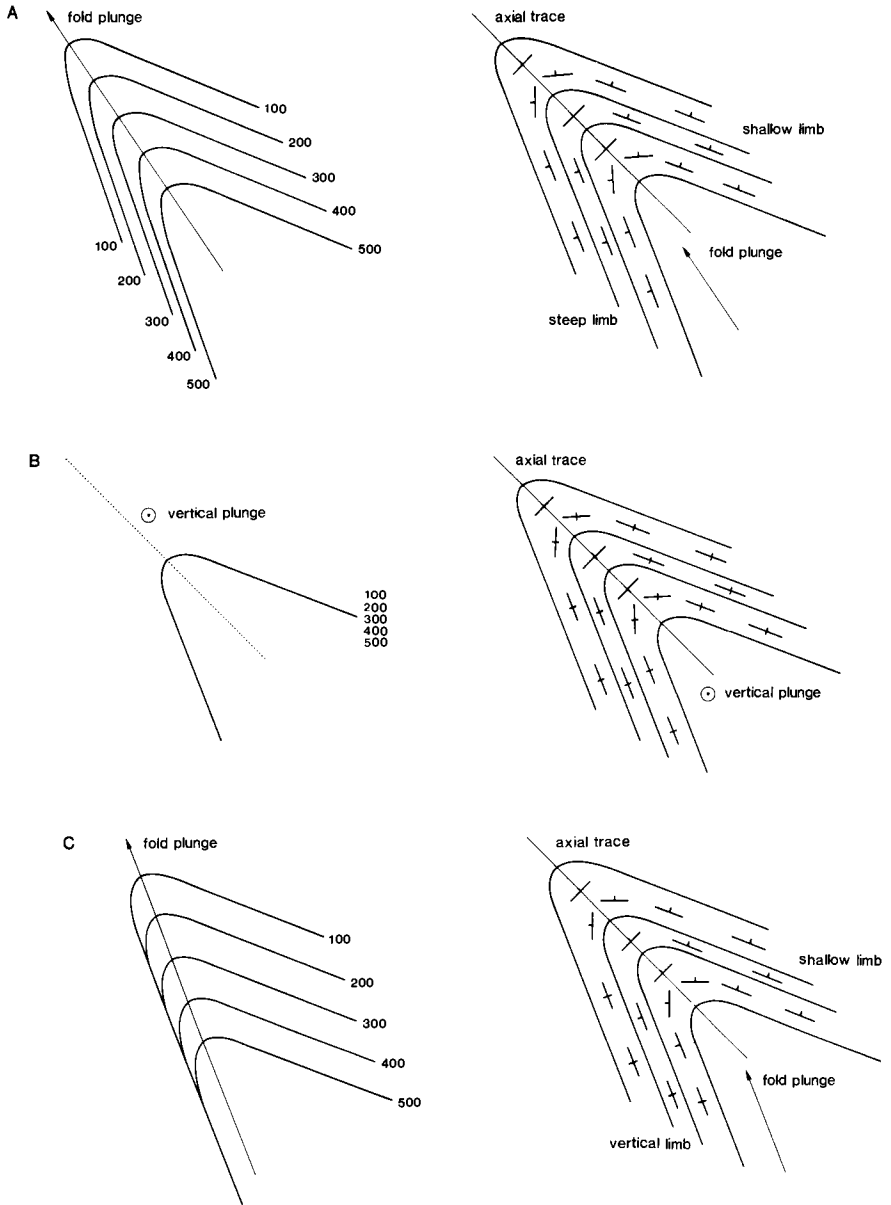 A
fold plunge
100
200
300
400
500
100
200
300
400
500
axial trace
shallow limb
fold plunge
steep limb
B
vertical plunge
100
200
300
400
500
axial trace
vertical plunge
C
fold plunge
100
200
300
400
500
axial trace
shallow limb
fold plunge
vertical limb